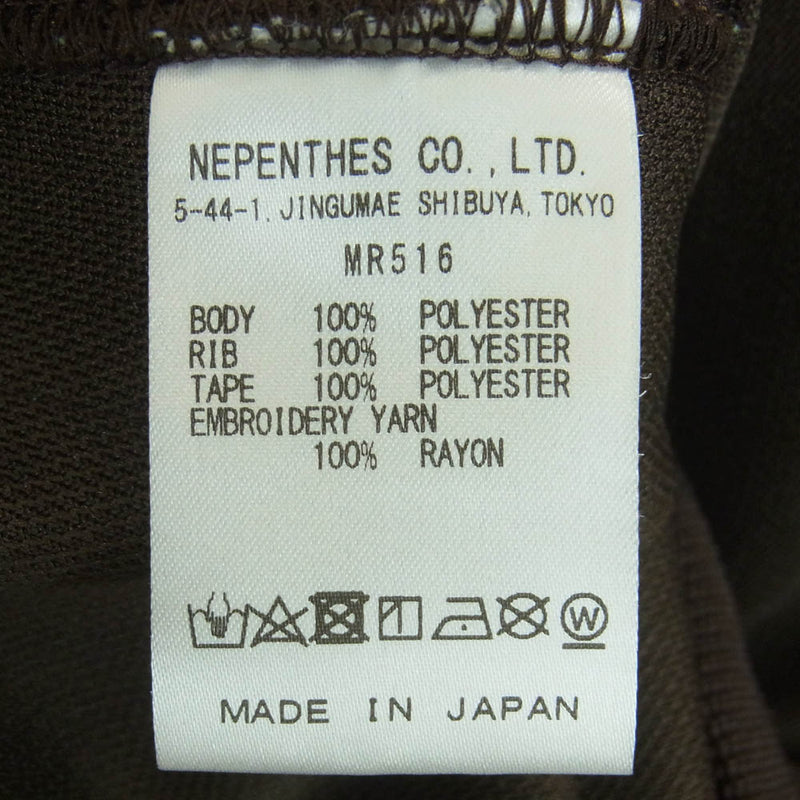 NEPENTHES CO., LTD.
5-44-1, JINGUMAE SHIBUYA, TOKYO
MR516
BODY 100% POLYESTER
RIB 100% POLYESTER
TAPE 100% POLYESTER
EMBROIDERY YARN
100% RAYON
W
MADE IN JAPAN